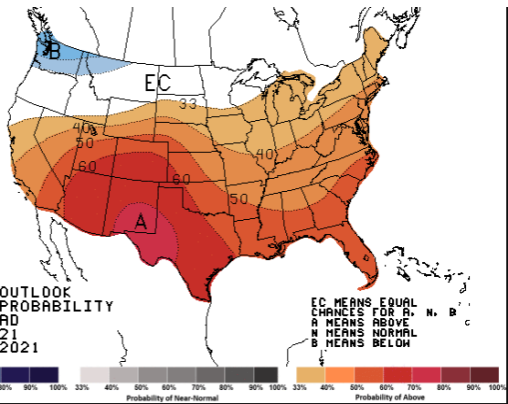 B
EC
33
40
50
60
60
40
50
A
OUTLOOK
PROBABILITY
AD
21
2021
EC MEANS EQUAL
CHANCES FOR A, N, B
A MEANS ABOVE
N MEANS NORMAL
B MEANS BELOW
80% 90% 100% 33% 40% 50% 60% 70% 80% 90% 100% 33% 40% 50% 60% 70% 80% 90% 100%
Probability of Near-Normal
Probability of Above